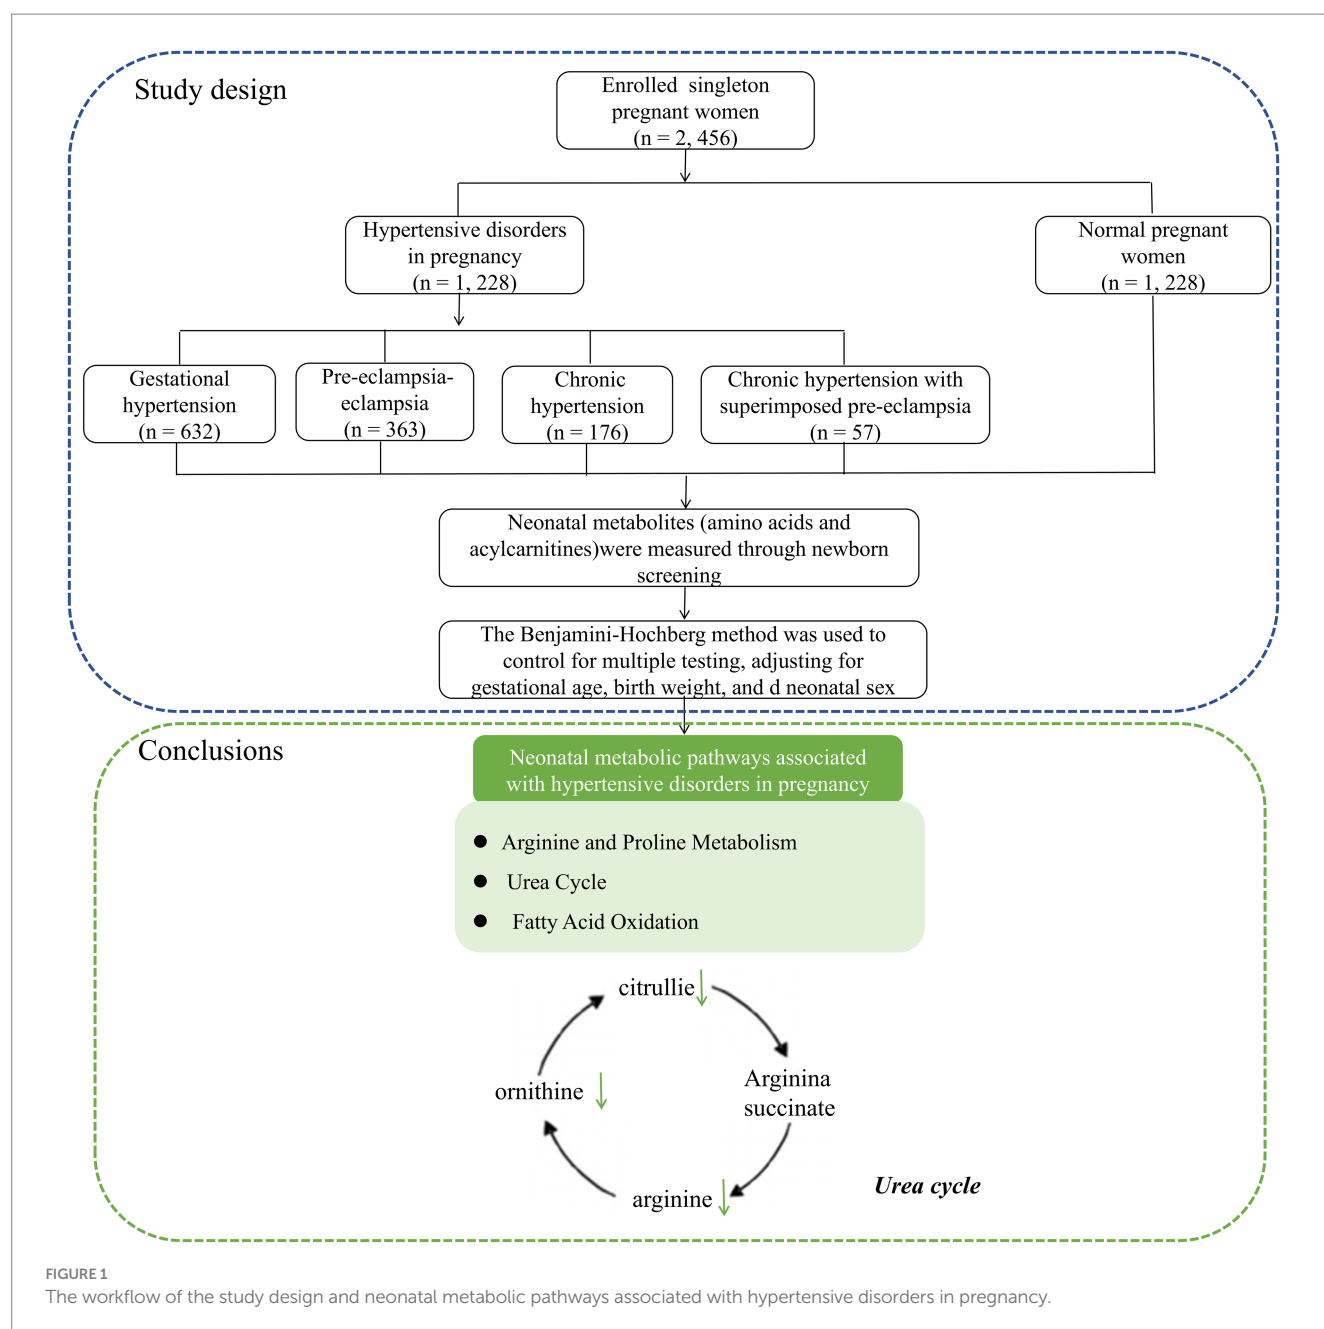 Study design
Enrolled singleton
pregnant women
(n = 2, 456)
Hypertensive disorders
in pregnancy
(n = 1, 228)
Normal pregnant
women
(n = 1, 228)
Gestational
hypertension
(n = 632)
Pre-eclampsia-
eclampsia
(n = 363)
Chronic
hypertension
(n = 176)
Chronic hypertension with
superimposed pre-eclampsia
(n = 57)
Neonatal metabolites (amino acids and
acylcarnitines)were measured through newborn
screening
The Benjamini-Hochberg method was used to
control for multiple testing, adjusting for
gestational age, birth weight, and d neonatal sex
Conclusions
Neonatal metabolic pathways associated
with hypertensive disorders in pregnancy
● Arginine and Proline Metabolism
● Urea Cycle
● Fatty Acid Oxidation
citrullie
ornithine
Arginina
succinate
arginine
Urea cycle
FIGURE 1
The workflow of the study design and neonatal metabolic pathways associated with hypertensive disorders in pregnancy.